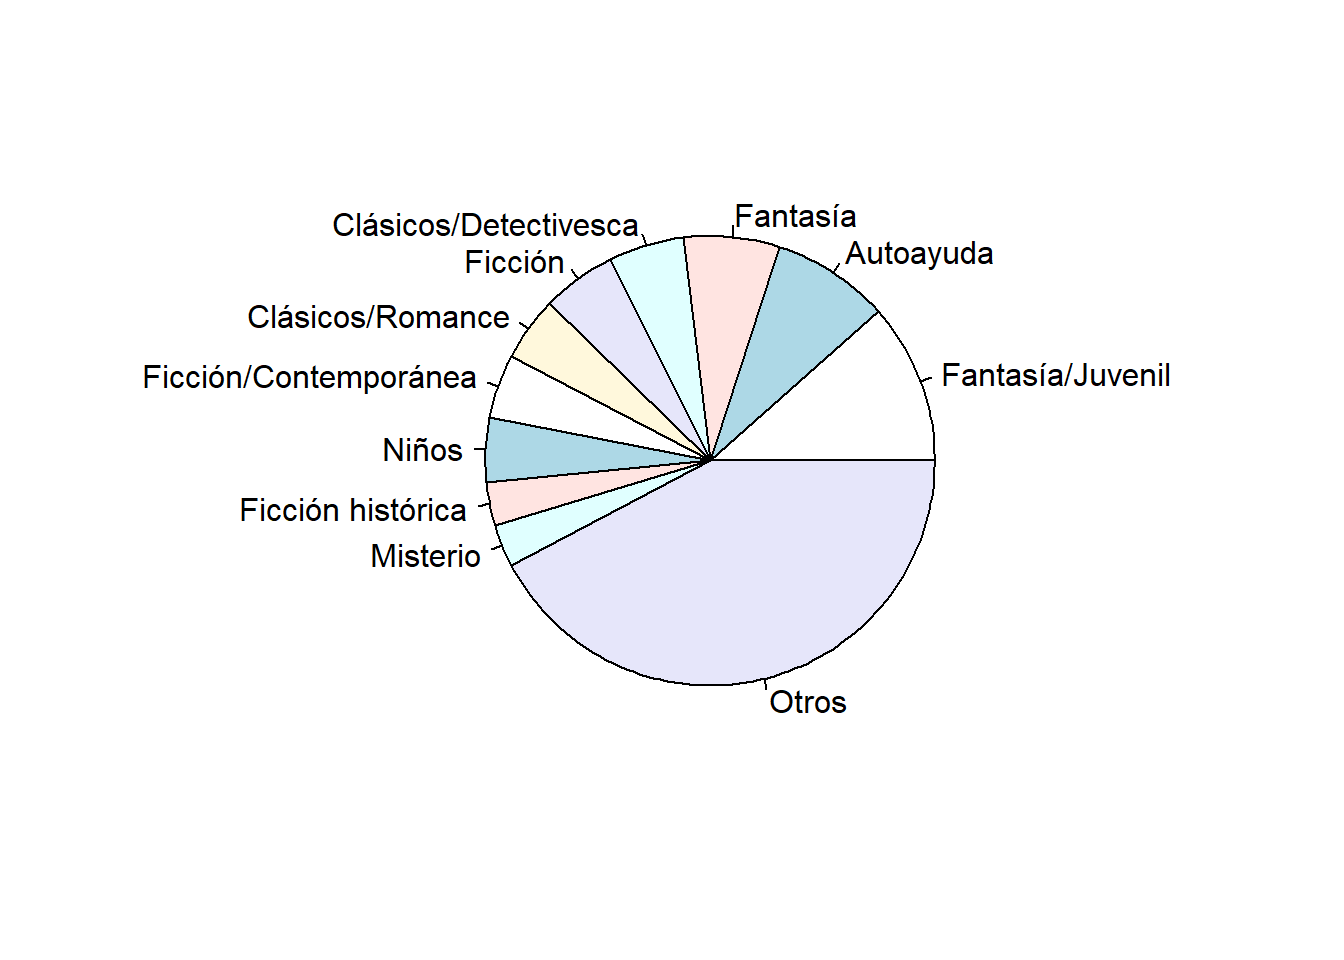 Fantasía
Clásicos/Detectivesca
Autoayuda
Ficción
Clásicos/Romance
Fantasía/Juvenil
Ficción/Contemporánea
Niños
Ficción histórica
Misterio
Otros